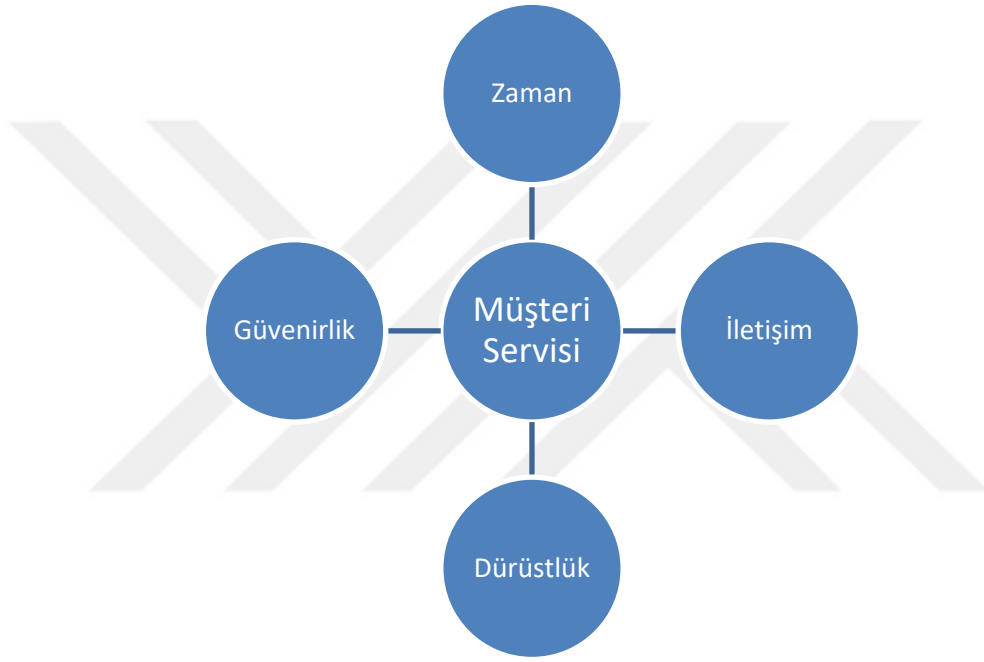 Zaman
Güvenirlik
Müşteri
Servisi
İletişim
Dürüstlük